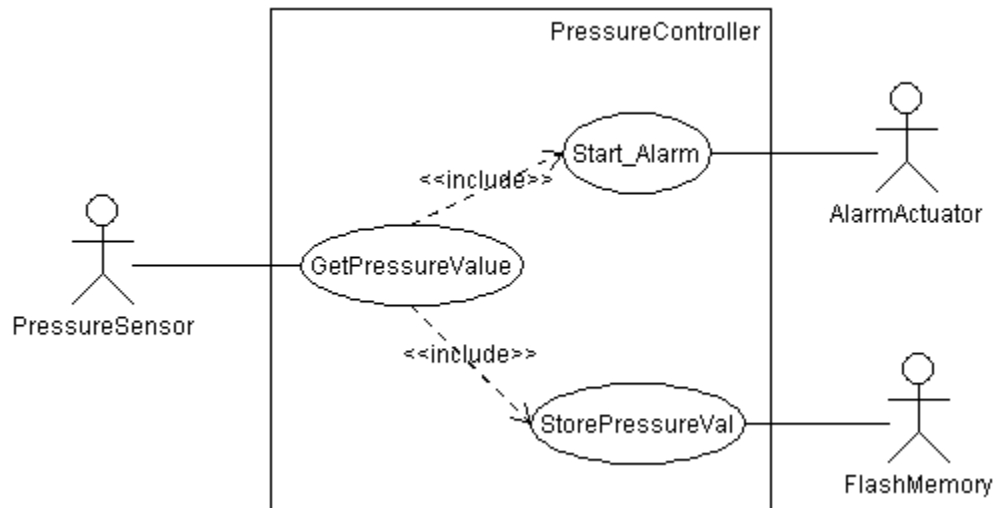 PressureController
Start_Alarm
<<include>>
AlarmActuator
GetPressureValue
PressureSensor
<<include>>
StorePressureVal
FlashMemory